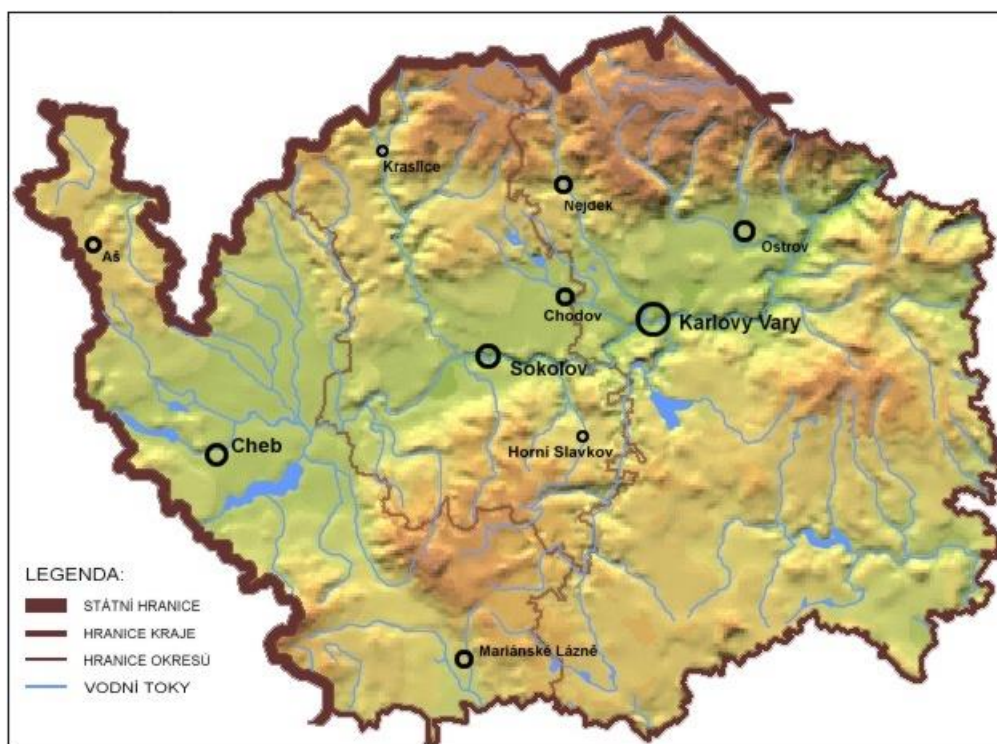 Kraslice
Nejdek
Ostrov
Aš
Chodov
Karlovy Vary
Sokolov
Cheb
Horní Slavkov
Mariánské Lázně
LEGENDA:
STÁTNÍ HRANICE
HRANICE KRAJE
HRANICE OKRESŮ
VODNÍ TOKY